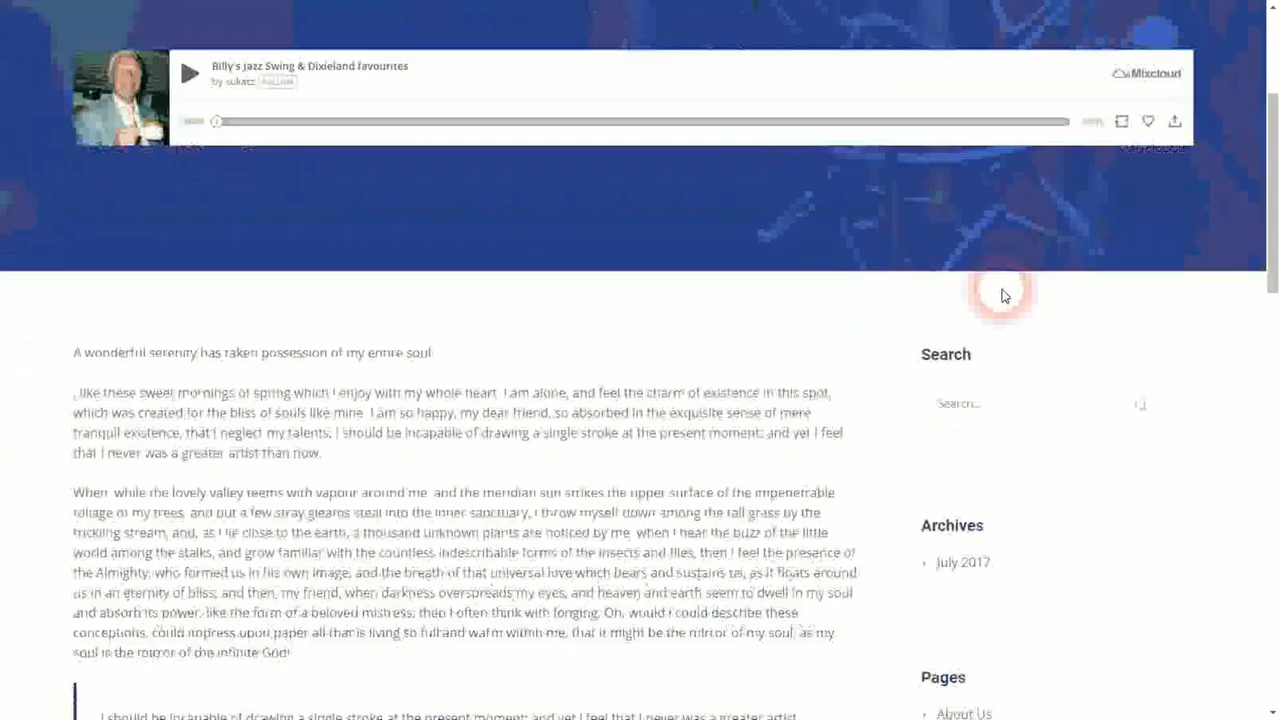 Billy's Jazz Swing & Dixieland favourites
by sukatz FOLLOW
Mixcloud
A wonderful serenity has taken possession of my entire soul
Search
I like these sweet mornings of spring which I enjoy with my whole heart. I am alone, and feel the charm of existence in this spot,
Search...
which was created for the bliss of souls like mine. I am so happy, my dear friend, so absorbed in the exquisite sense of mere
tranquil existence, that I neglect my talents. I should be incapable of drawing a single stroke at the present moment; and yet I feel
that I never was a greater artist than now.
When, while the lovely valley teems with vapour around me, and the meridian sun strikes the upper surface of the impenetrable
foliage of my trees, and but a few stray gleams steal into the inner sanctuary, I throw myself down among the tall grass by the
Archives
trickling stream; and, as I lie close to the earth, a thousand unknown plants are noticed by me: when I hear the buzz of the little
world among the stalks, and grow familiar with the countless indescribable forms of the insects and flies, then I feel the presence of
July 2017
the Almighty, who formed us in his own image, and the breath of that universal love which bears and sustains us, as it floats around
us in an eternity of bliss; and then, my friend, when darkness overspreads my eyes, and heaven and earth seem to dwell in my soul
and absorb its power, like the form of a beloved mistress, then I often think with longing, Oh, would I could describe these
conceptions, could impress upon paper all that is living so full and warm within me, that it might be the mirror of my soul, as my
soul is the mirror of the infinite God!
Pages
I should be incapable of drawing a single stroke at the present moment; and yet I feel that I never was a greater artist
About Us